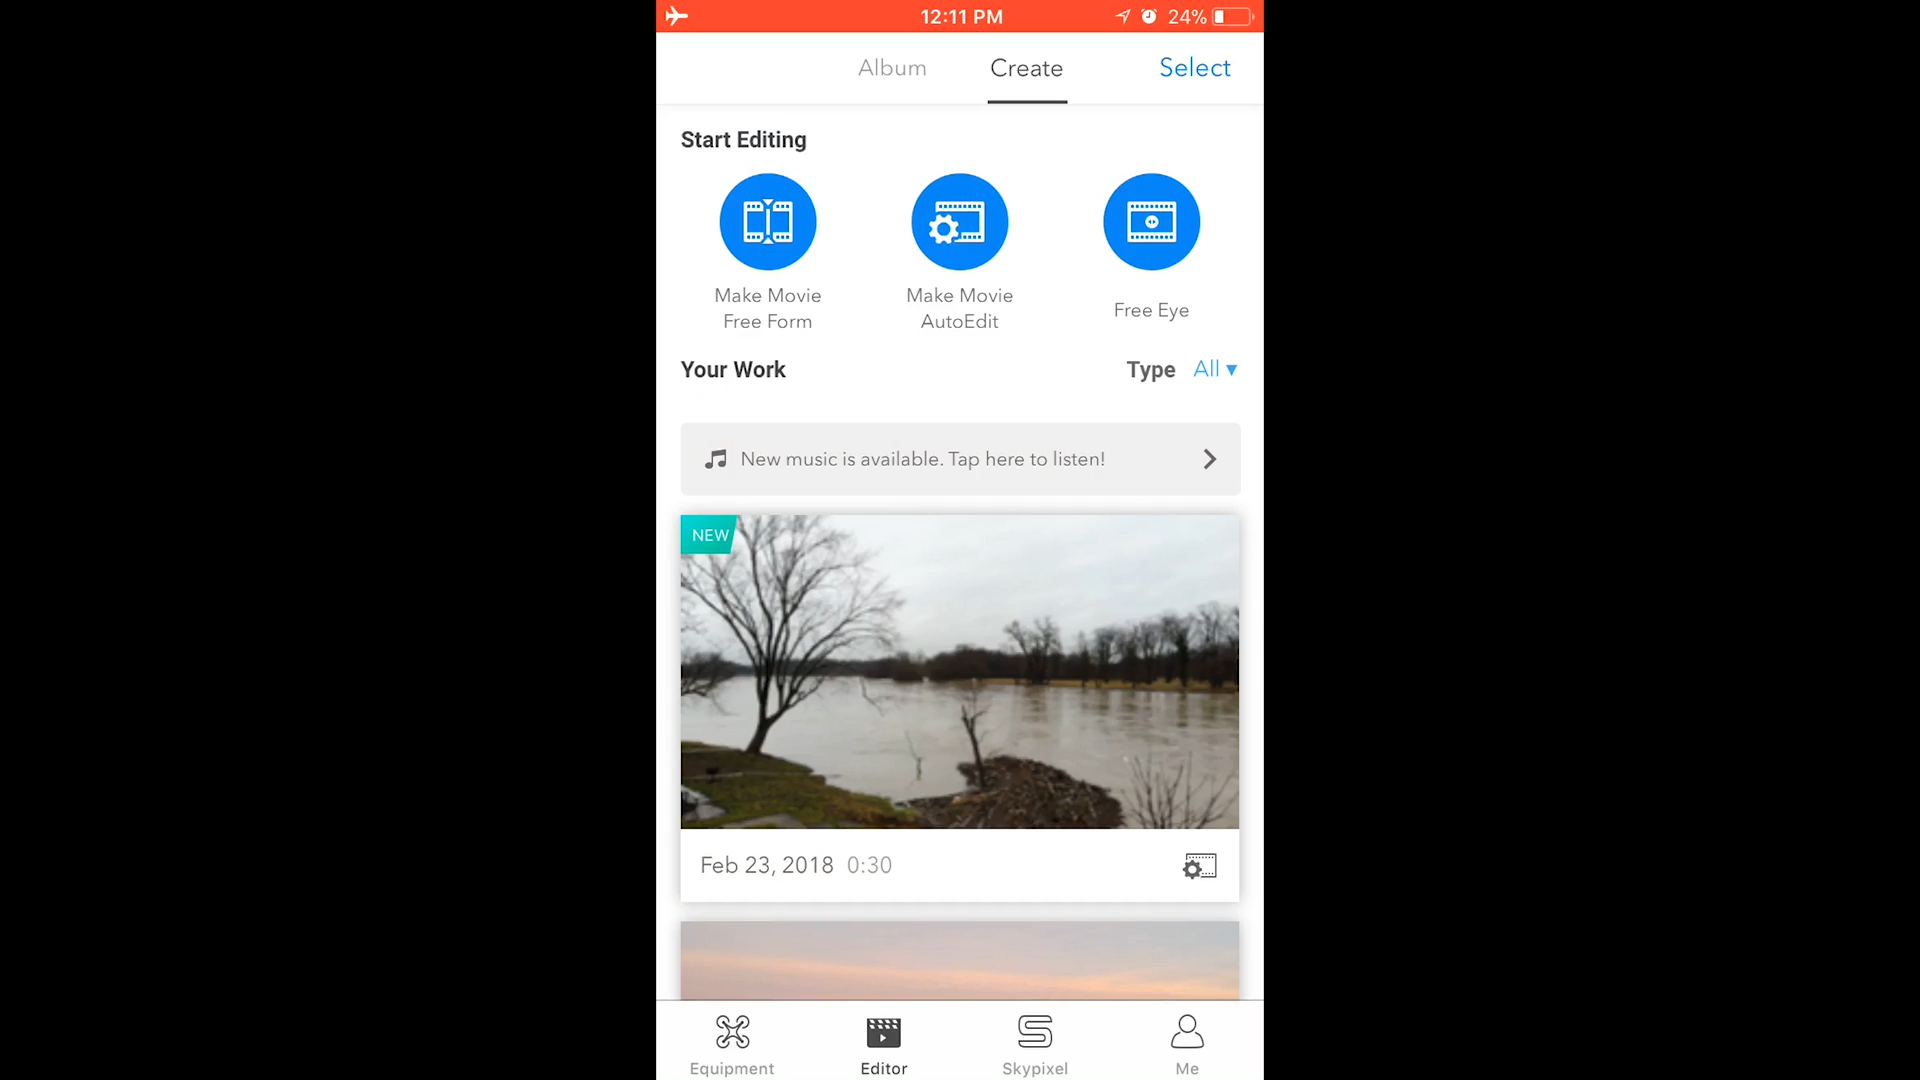 12:11 PM
24%
Album
Create
Select
Start Editing
Make Movie
Free Form
Make Movie
AutoEdit
Free Eye
Your Work
Type All ▾
New music is available. Tap here to listen!
NEW
Feb 23, 2018 0:30
Equipment
Editor
Skypixel
Me